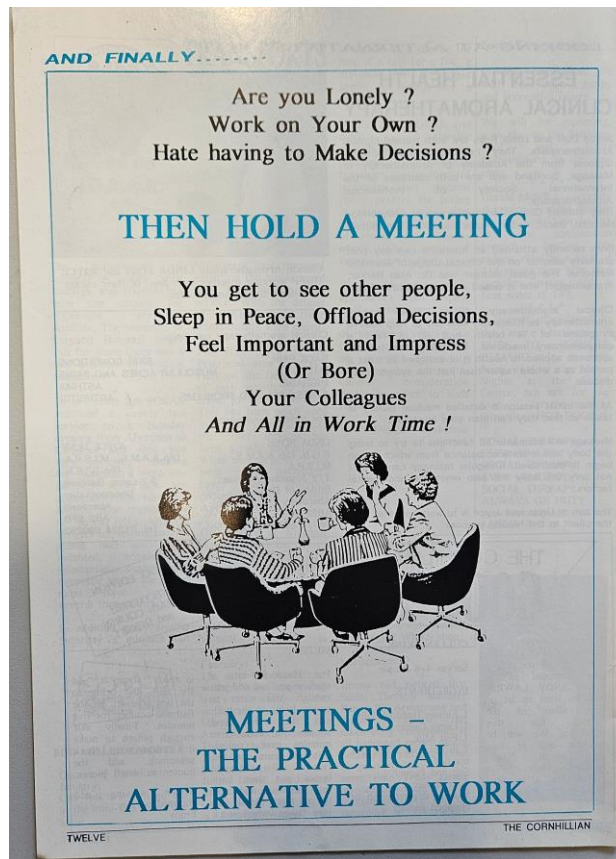 AND FINALLY........
Are you Lonely ?
Work on Your Own ?
Hate having to Make Decisions ?
THEN HOLD A MEETING
You get to see other people,
Sleep in Peace, Offload Decisions,
Feel Important and Impress
(Or Bore)
Your Colleagues
And All in Work Time !
MEETINGS –
THE PRACTICAL
ALTERNATIVE TO WORK
TWELVE
THE CORNHILLIAN